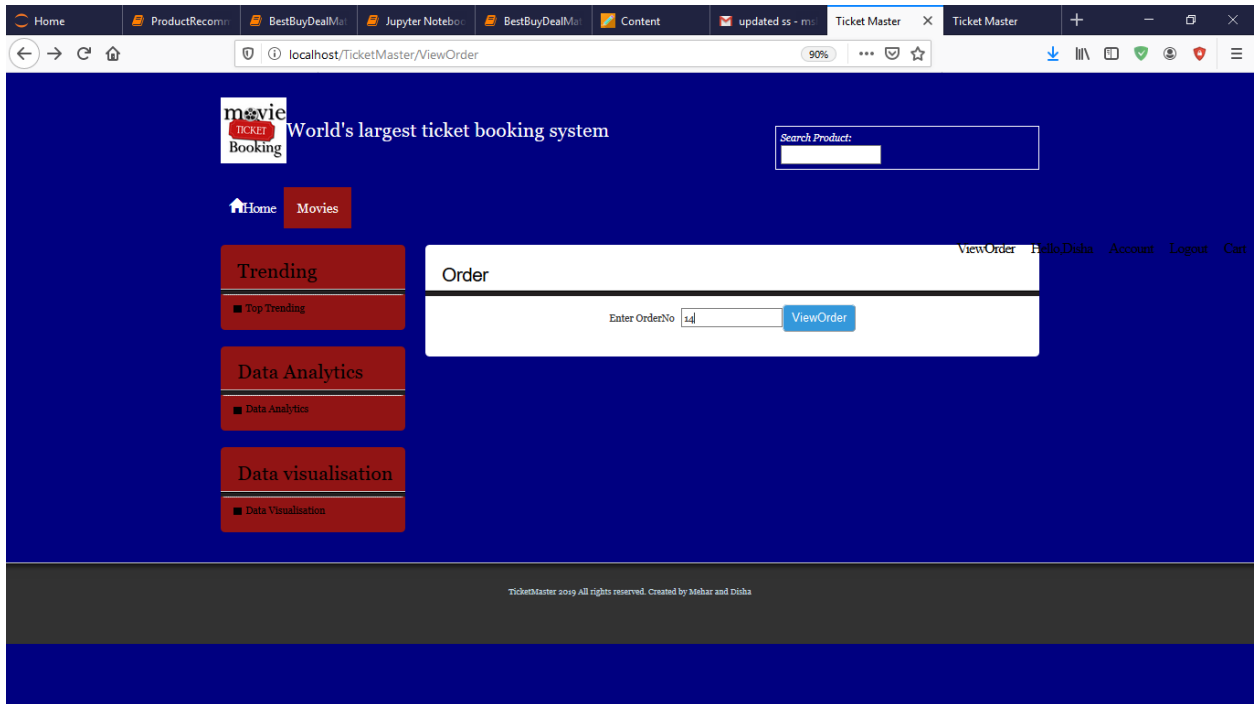 Home ProductRecomn BestBuyDealMat Jupyter Noteboo BestBuyDealMat Content updated ss - ms Ticket Master Ticket Master
localhost/TicketMaster/ViewOrder 90%
movie
TICKET
Booking
World's largest ticket booking system
Search Product:
Home Movies
ViewOrder Hello,Disha Account Logout Cart
Trending
Top Trending
Order
Enter OrderNo 14 ViewOrder
Data Analytics
Data Analytics
Data visualisation
Data Visualisation
TicketMaster 2019 All rights reserved. Created by Mehar and Disha